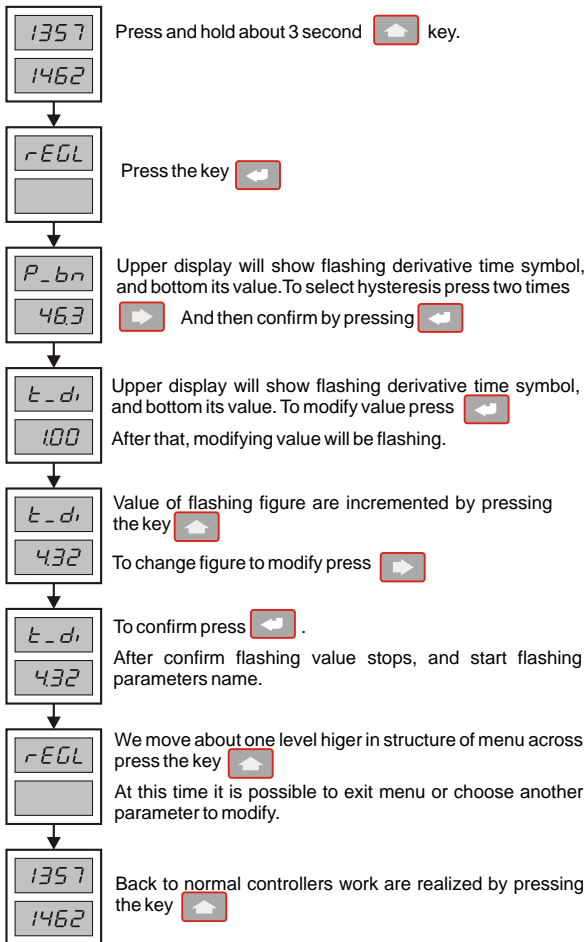 1357
1462
Press and hold about 3 second key.
rEGL
Press the key
P_bn
46.3
Upper display will show flashing derivative time symbol,
and bottom its value.To select hysteresis press two times
And then confirm by pressing
t_di
1.00
Upper display will show flashing derivative time symbol,
and bottom its value. To modify value press
After that, modifying value will be flashing.
t_di
4.32
Value of flashing figure are incremented by pressing
the key
To change figure to modify press
t_di
4.32
To confirm press .
After confirm flashing value stops, and start flashing
parameters name.
rEGL
We move about one level higer in structure of menu across
press the key
At this time it is possible to exit menu or choose another
parameter to modify.
1357
1462
Back to normal controllers work are realized by pressing
the key